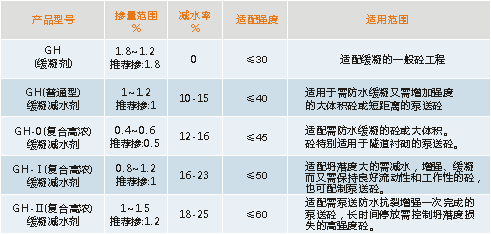 产品型号 掺量范围 % 减水率 % 适配强度 适用范围
GH
(缓凝剂) 1.8~1.2
推荐掺:1.8 0 ≤30 适配缓凝的一般砼工程
GH(普通型)
缓凝减水剂 1~1.2
推荐掺:1 10-15 ≤40 适用于需防水缓凝又需增加强度
的大体积砼或短距离的泵送砼
GH-0(复合高浓)
缓凝减水剂 0.4~0.6
推荐掺:0.5 12-16 ≤45 适配需防水缓凝的砼或大体积。
砼特别适用于隧道衬砌的泵送砼。
GH-Ⅰ(复合高浓)
缓凝减水剂 0.8~1.2
推荐掺:1 16-23 ≤50 适配坍落度大的需减水，增强、缓凝
而又需保持良好流动性和工作性的砼，
也可配制泵送砼。
GH-Ⅱ(复合高浓)
缓凝减水剂 1~1.5
推荐掺:1.2 18-25 ≤60 适配需泵送防水抗裂增强一次完成的
泵送砼，长时间停放需控制坍落度
损失的高强度砼。